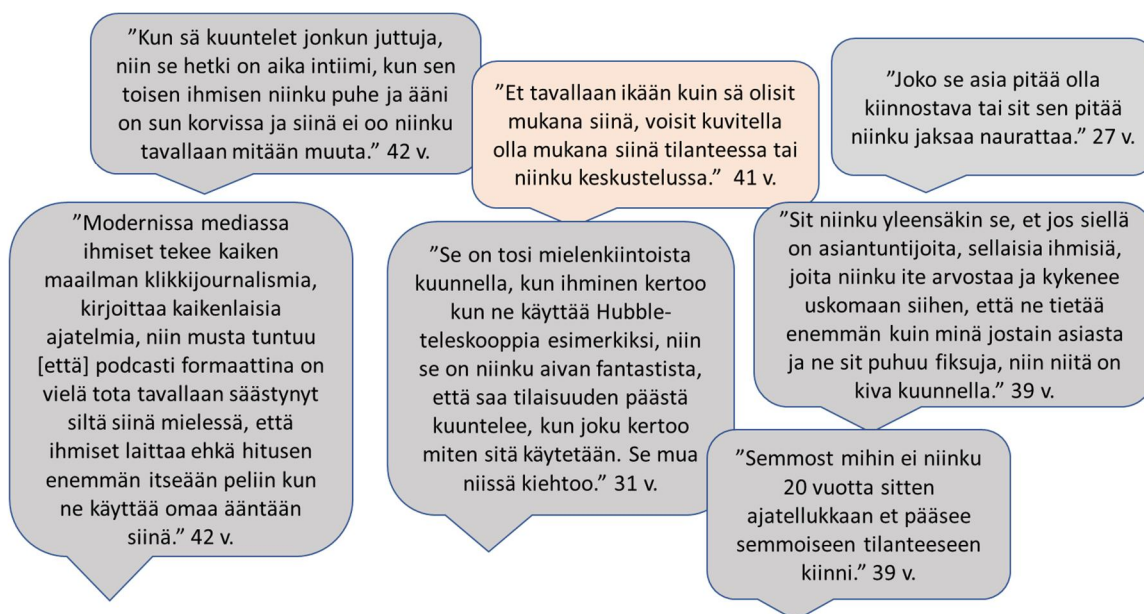 ”Kun sä kuuntelet jonkun juttuja,
niin se hetki on aika intiimi, kun sen
toisen ihmisen niinku puhe ja ääni
on sun korvissa ja siinä ei oo niinku
tavallaan mitään muuta.” 42 v.
”Et tavallaan ikään kuin sä olisit
mukana siinä, voisit kuvitella
olla mukana siinä tilanteessa tai
niinku keskustelussa.” 41 v.
”Joko se asia pitää olla
kiinnostava tai sit sen pitää
niinku jaksaa naurattaa.” 27 v.
”Modernissa mediassa
ihmiset tekee kaiken
maailman klikkijournalismia,
kirjoittaa kaikenlaisia
ajatelmia, niin musta tuntuu
[että] podcasti formaattina on
vielä tota tavallaan säästynyt
siltä siinä mielessä, että
ihmiset laittaa ehkä hitusen
enemmän itseään peliin kun
ne käyttää omaa ääntään
siinä.” 42 v.
”Se on tosi mielenkiintoista
kuunnella, kun ihminen kertoo
kun ne käyttää Hubble-
teleskooppia esimerkiksi, niin
se on niinku aivan fantastista,
että saa tilaisuuden päästä
kuuntelee, kun joku kertoo
miten sitä käytetään. Se mua
niissä kiehtoo.” 31 v.
”Sit niinku yleensäkin se, et jos siellä
on asiantuntijoita, sellaisia ihmisiä,
joita niinku ite arvostaa ja kykenee
uskomaan siihen, että ne tietää
enemmän kuin minä jostain asiasta
ja ne sit puhuu fiksuja, niin niitä on
kiva kuunnella.” 39 v.
”Semmost mihin ei niinku
20 vuotta sitten
ajatellukkaan et pääsee
semmoiseen tilanteeseen
kiinni.” 39 v.